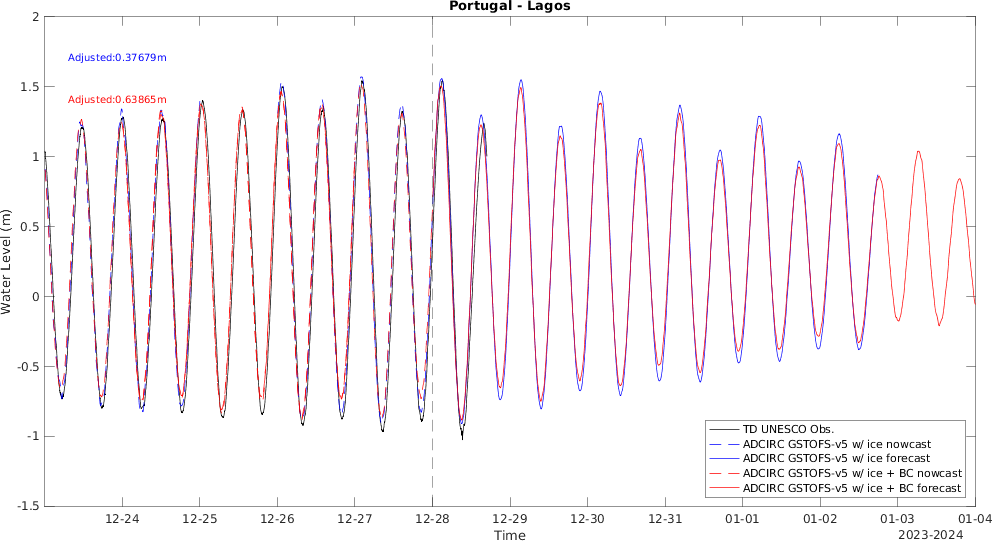 Portugal - Lagos
Adjusted:0.37679m
Adjusted:0.63865m
Water Level (m)
2
1.5
1
0.5
0
-0.5
-1
-1.5
TD UNESCO Obs.
ADCIRC GSTOFS-v5 w/ ice nowcast
ADCIRC GSTOFS-v5 w/ ice forecast
ADCIRC GSTOFS-v5 w/ ice + BC nowcast
ADCIRC GSTOFS-v5 w/ ice + BC forecast
12-24 12-25 12-26 12-27 12-28 12-29 12-30 12-31 01-01 01-02 01-03 01-04
Time
2023-2024